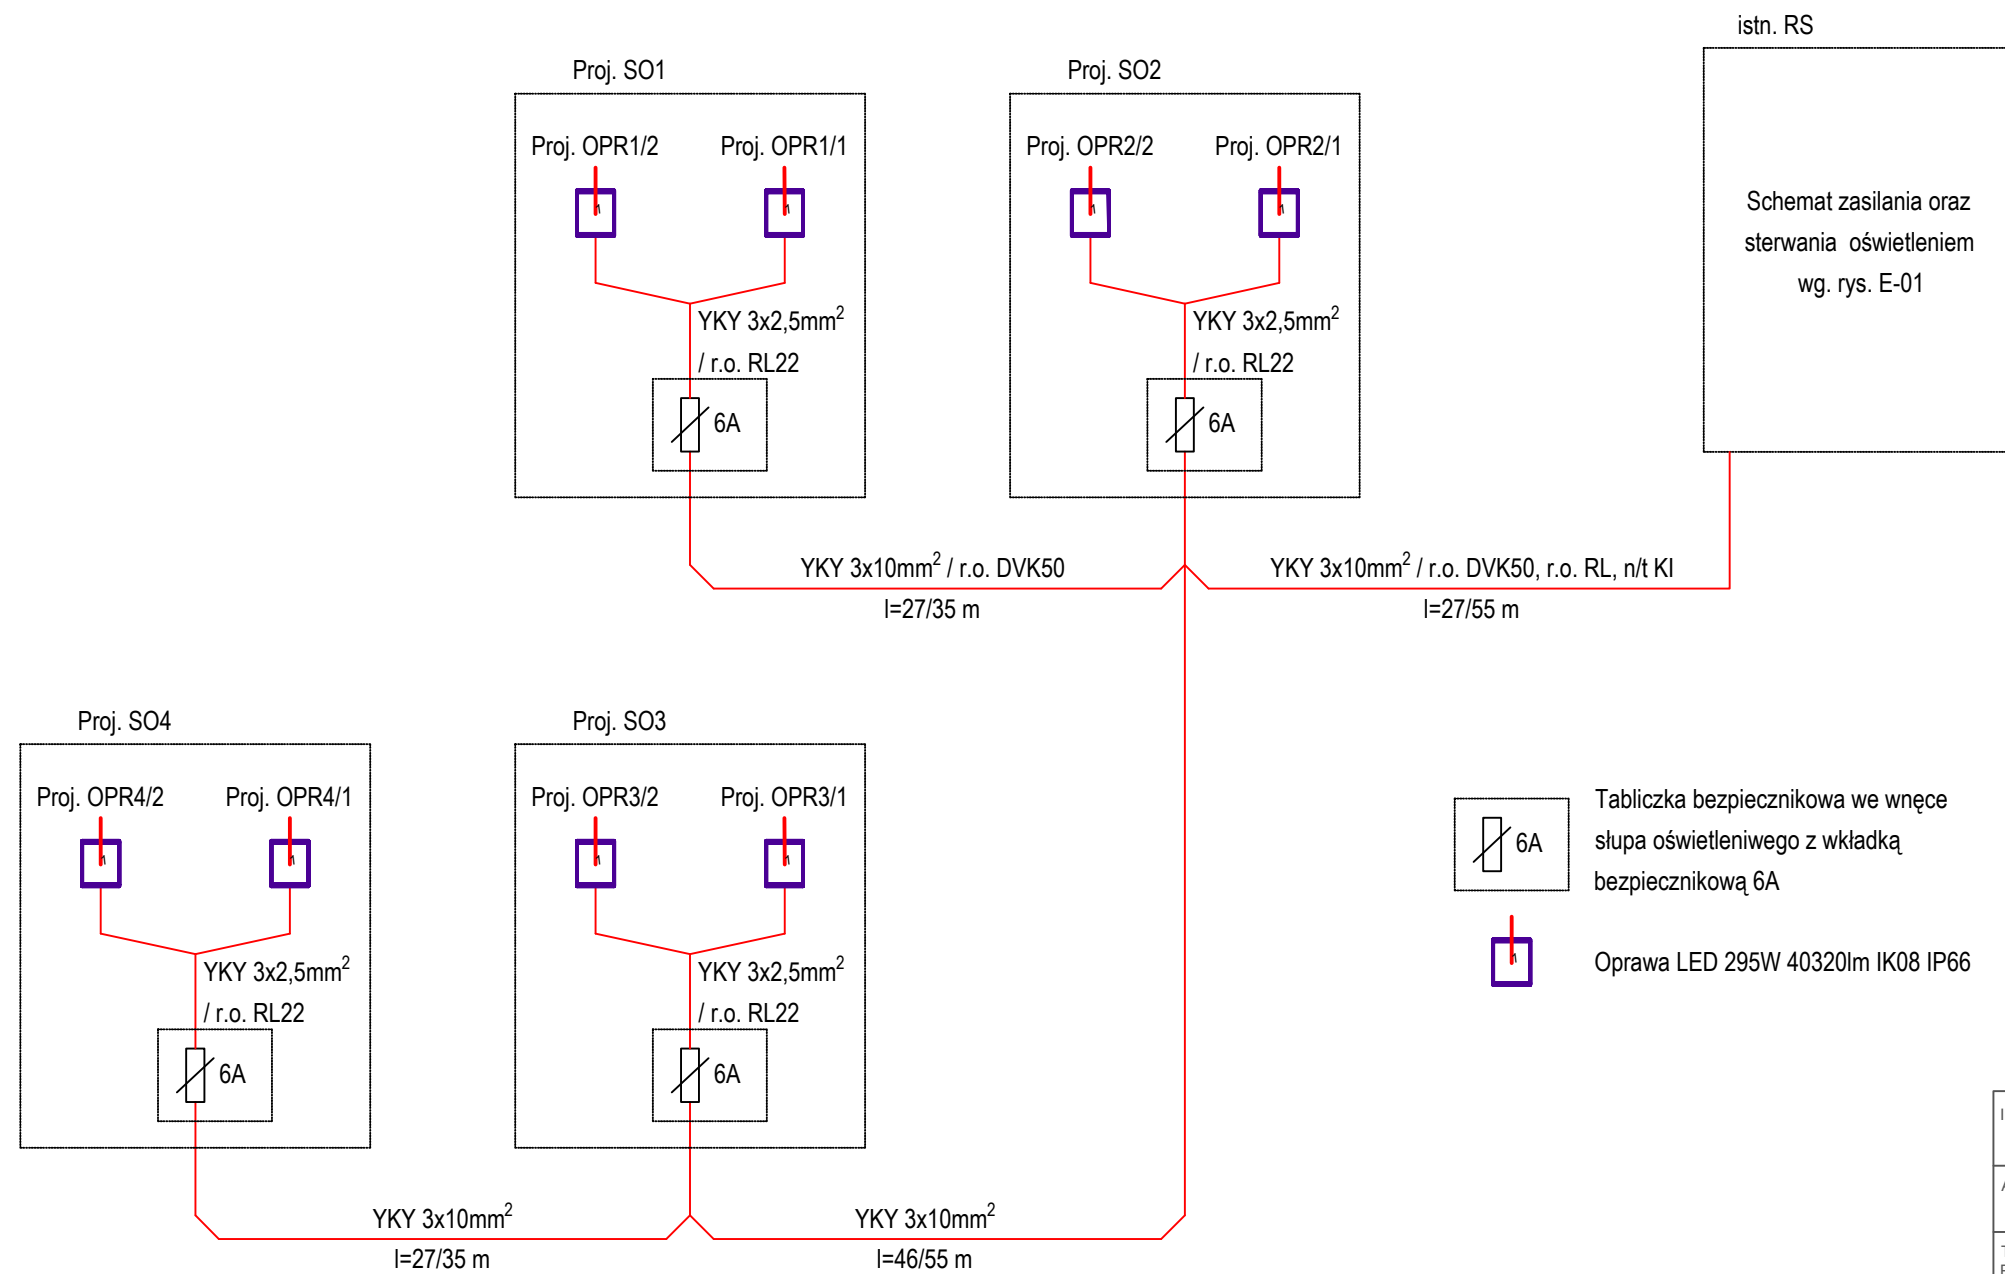 istn. RS
Proj. SO1
Proj. SO2
Proj. OPR1/2
Proj. OPR1/1
Proj. OPR2/2
Proj. OPR2/1
Schemat zasilania oraz
sterwania oświetleniem
wg. rys. E-01
YKY 3x2,5mm²
/ r.o. RL22
6A
YKY 3x2,5mm²
/ r.o. RL22
6A
YKY 3x10mm² / r.o. DVK50
l=27/35 m
YKY 3x10mm² / r.o. DVK50, r.o. RL, n/t KI
l=27/55 m
Proj. SO4
Proj. SO3
Proj. OPR4/2
Proj. OPR4/1
Proj. OPR3/2
Proj. OPR3/1
YKY 3x2,5mm²
/ r.o. RL22
6A
YKY 3x2,5mm²
/ r.o. RL22
6A
YKY 3x10mm²
l=27/35 m
YKY 3x10mm²
l=46/55 m
6A
Tabliczka bezpiecznikowa we wnęce
słupa oświetleniwego z wkładką
bezpiecznikową 6A
Oprawa LED 295W 40320lm IK08 IP66